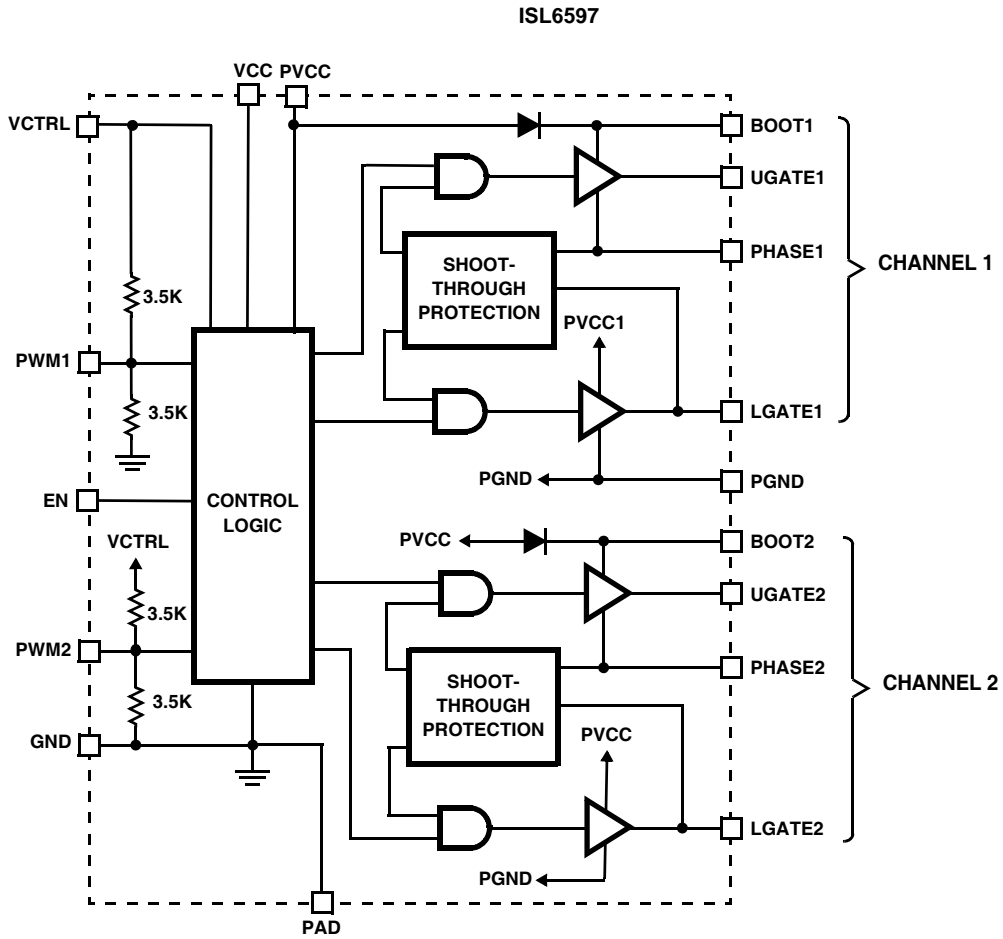 ISL6597
VCC
PVCC
VCTRL
BOOT1
UGATE1
SHOOT-
THROUGH
PROTECTION
PHASE1
CHANNEL 1
3.5K
PVCC1
PWM1
3.5K
LGATE1
PGND
PGND
EN
CONTROL
LOGIC
VCTRL
PVCC
BOOT2
3.5K
UGATE2
PWM2
SHOOT-
THROUGH
PROTECTION
PHASE2
CHANNEL 2
3.5K
GND
PVCC
LGATE2
PGND
PAD